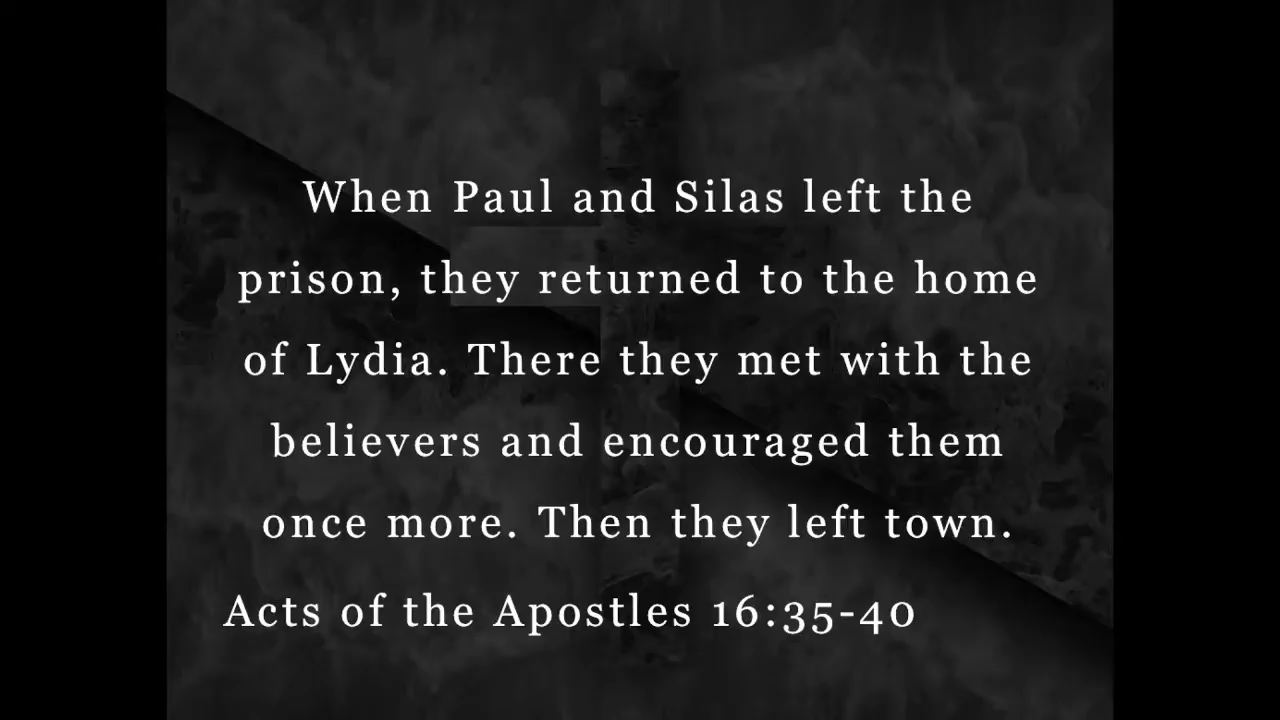 When Paul and Silas left the
prison, they returned to the home
of Lydia. There they met with the
believers and encouraged them
once more. Then they left town.
Acts of the Apostles 16:35-40